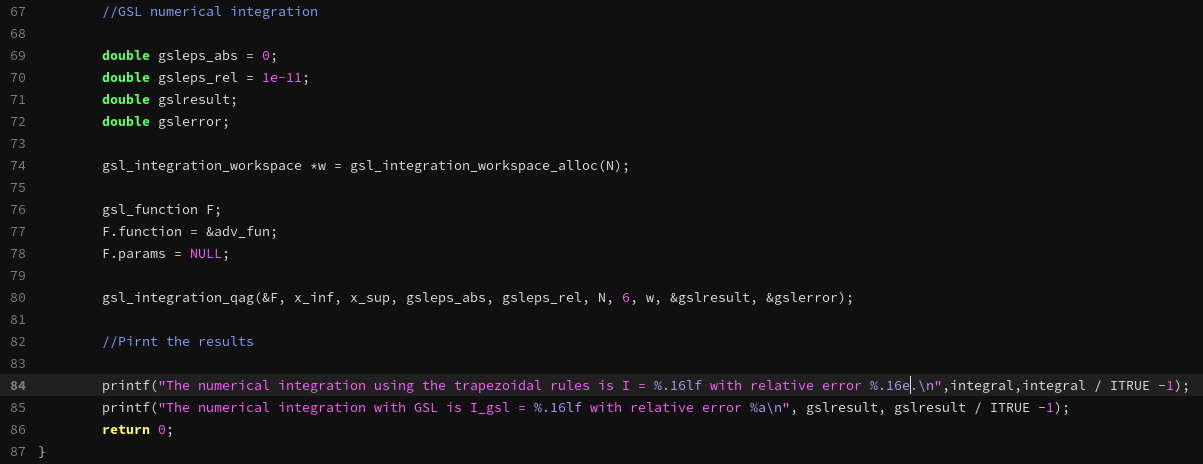 67 //GSL numerical integration
68
69 double gsleps_abs = 0;
70 double gsleps_rel = 1e-11;
71 double gslresult;
72 double gslerror;
73
74 gsl_integration_workspace *w = gsl_integration_workspace_alloc(N);
75
76 gsl_function F;
77 F.function = &adv_fun;
78 F.params = NULL;
79
80 gsl_integration_qag(&F, x_inf, x_sup, gsleps_abs, gsleps_rel, N, 6, w, &gslresult, &gslerror);
81
82 //Pirnt the results
83
84 printf("The numerical integration using the trapezoidal rules is I = %.16lf with relative error %.16e.\n",integral,integral / ITRUE -1);
85 printf("The numerical integration with GSL is I_gsl = %.16lf with relative error %a\n", gslresult, gslresult / ITRUE -1);
86 return 0;
87 }